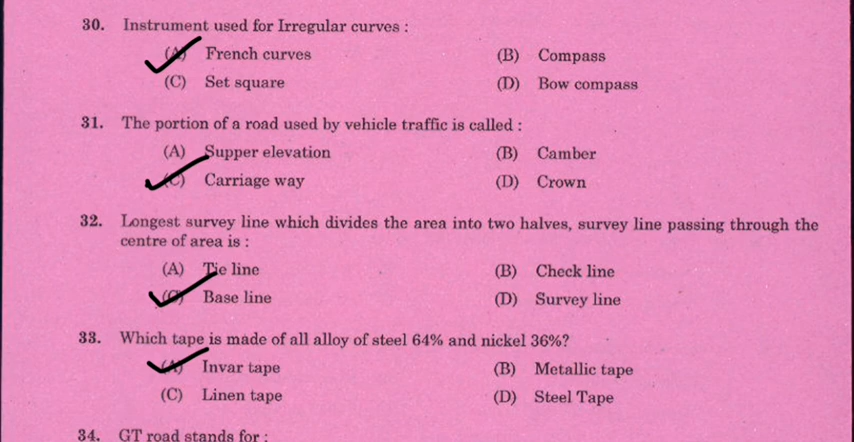 30. Instrument used for Irregular curves :
(A) French curves (B) Compass
(C) Set square (D) Bow compass
31. The portion of a road used by vehicle traffic is called :
(A) Supper elevation (B) Camber
(C) Carriage way (D) Crown
32. Longest survey line which divides the area into two halves, survey line passing through the
centre of area is :
(A) Tie line (B) Check line
(C) Base line (D) Survey line
33. Which tape is made of all alloy of steel 64% and nickel 36%?
(A) Invar tape (B) Metallic tape
(C) Linen tape (D) Steel Tape
34. GT road stands for :